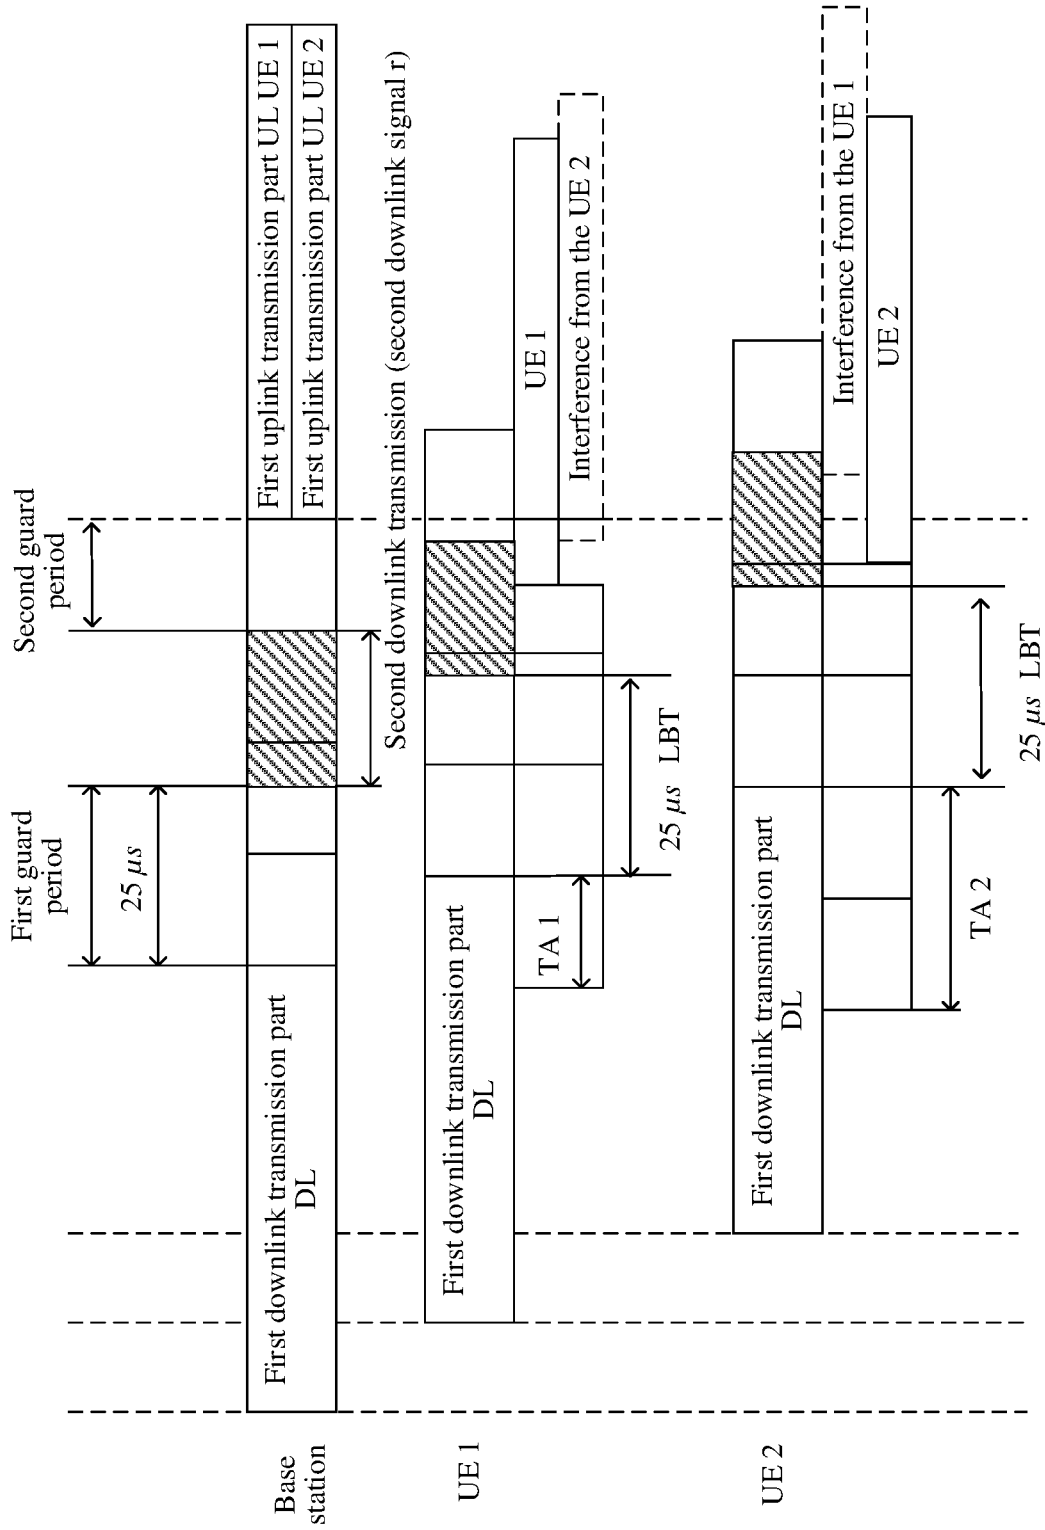 First guard
period
Second guard
period
25 μs
Base
station
First downlink transmission part
DL
First uplink transmission part UL UE 1
First uplink transmission part UL UE 2
Second downlink transmission (second downlink signal r)
UE 1
First downlink transmission part
DL
UE 1
Interference from the UE 2
TA 1
25 μs LBT
UE 2
First downlink transmission part
DL
Interference from the UE 1
UE 2
TA 2
25 μs LBT